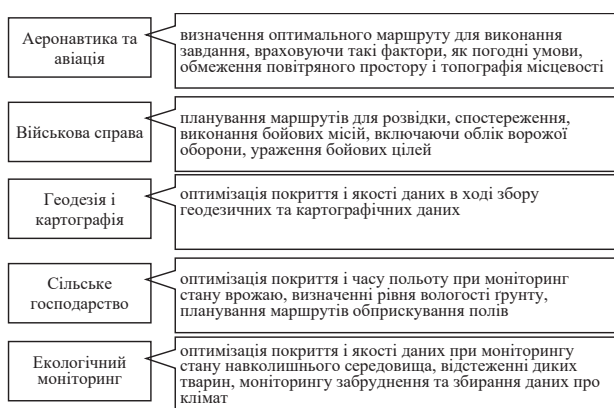 Аеронавтика та
авіація
визначення оптимального маршруту для виконання
завдання, враховуючи такі фактори, як погодні умови,
обмеження повітряного простору і топографія місцевості
Військова справа
планування маршрутів для розвідки, спостереження,
виконання бойових місій, включаючи облік ворожої
оборони, ураження бойових цілей
Геодезія і
картографія
оптимізація покриття і якості даних в ході збору
геодезичних та картографічних даних
Сільське
господарство
оптимізація покриття і часу польоту при моніторинг
стану врожаю, визначенні рівня вологості ґрунту,
планування маршрутів обприскування полів
Екологічний
моніторинг
оптимізація покриття і якості даних при моніторингу
стану навколишнього середовища, відстеженні диких
тварин, моніторингу забруднення та збирання даних про
клімат